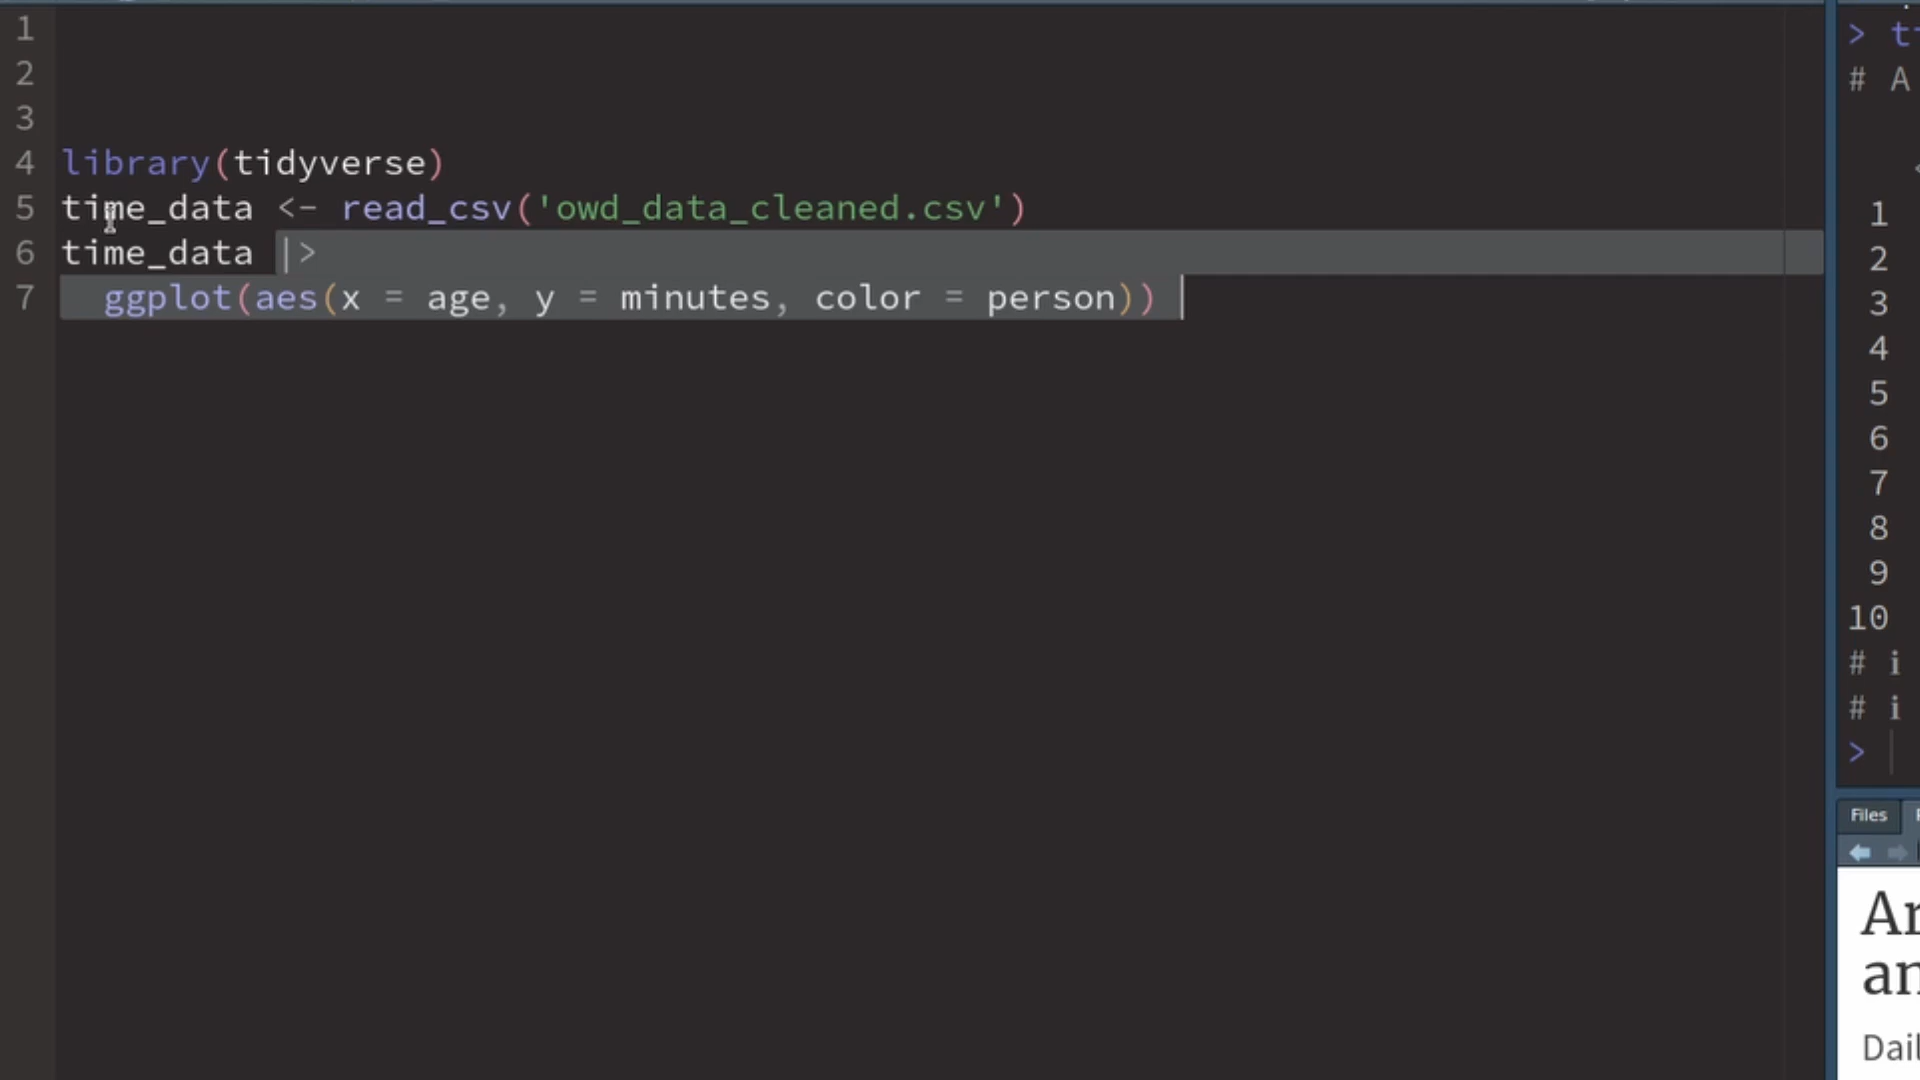 1
2
3
4 library(tidyverse)
5 time_data <- read_csv('owd_data_cleaned.csv')
6 time_data |>
7 ggplot(aes(x = age, y = minutes, color = person))
>
# A
1
2
3
4
5
6
7
8
9
10
# i
# i
>
Files